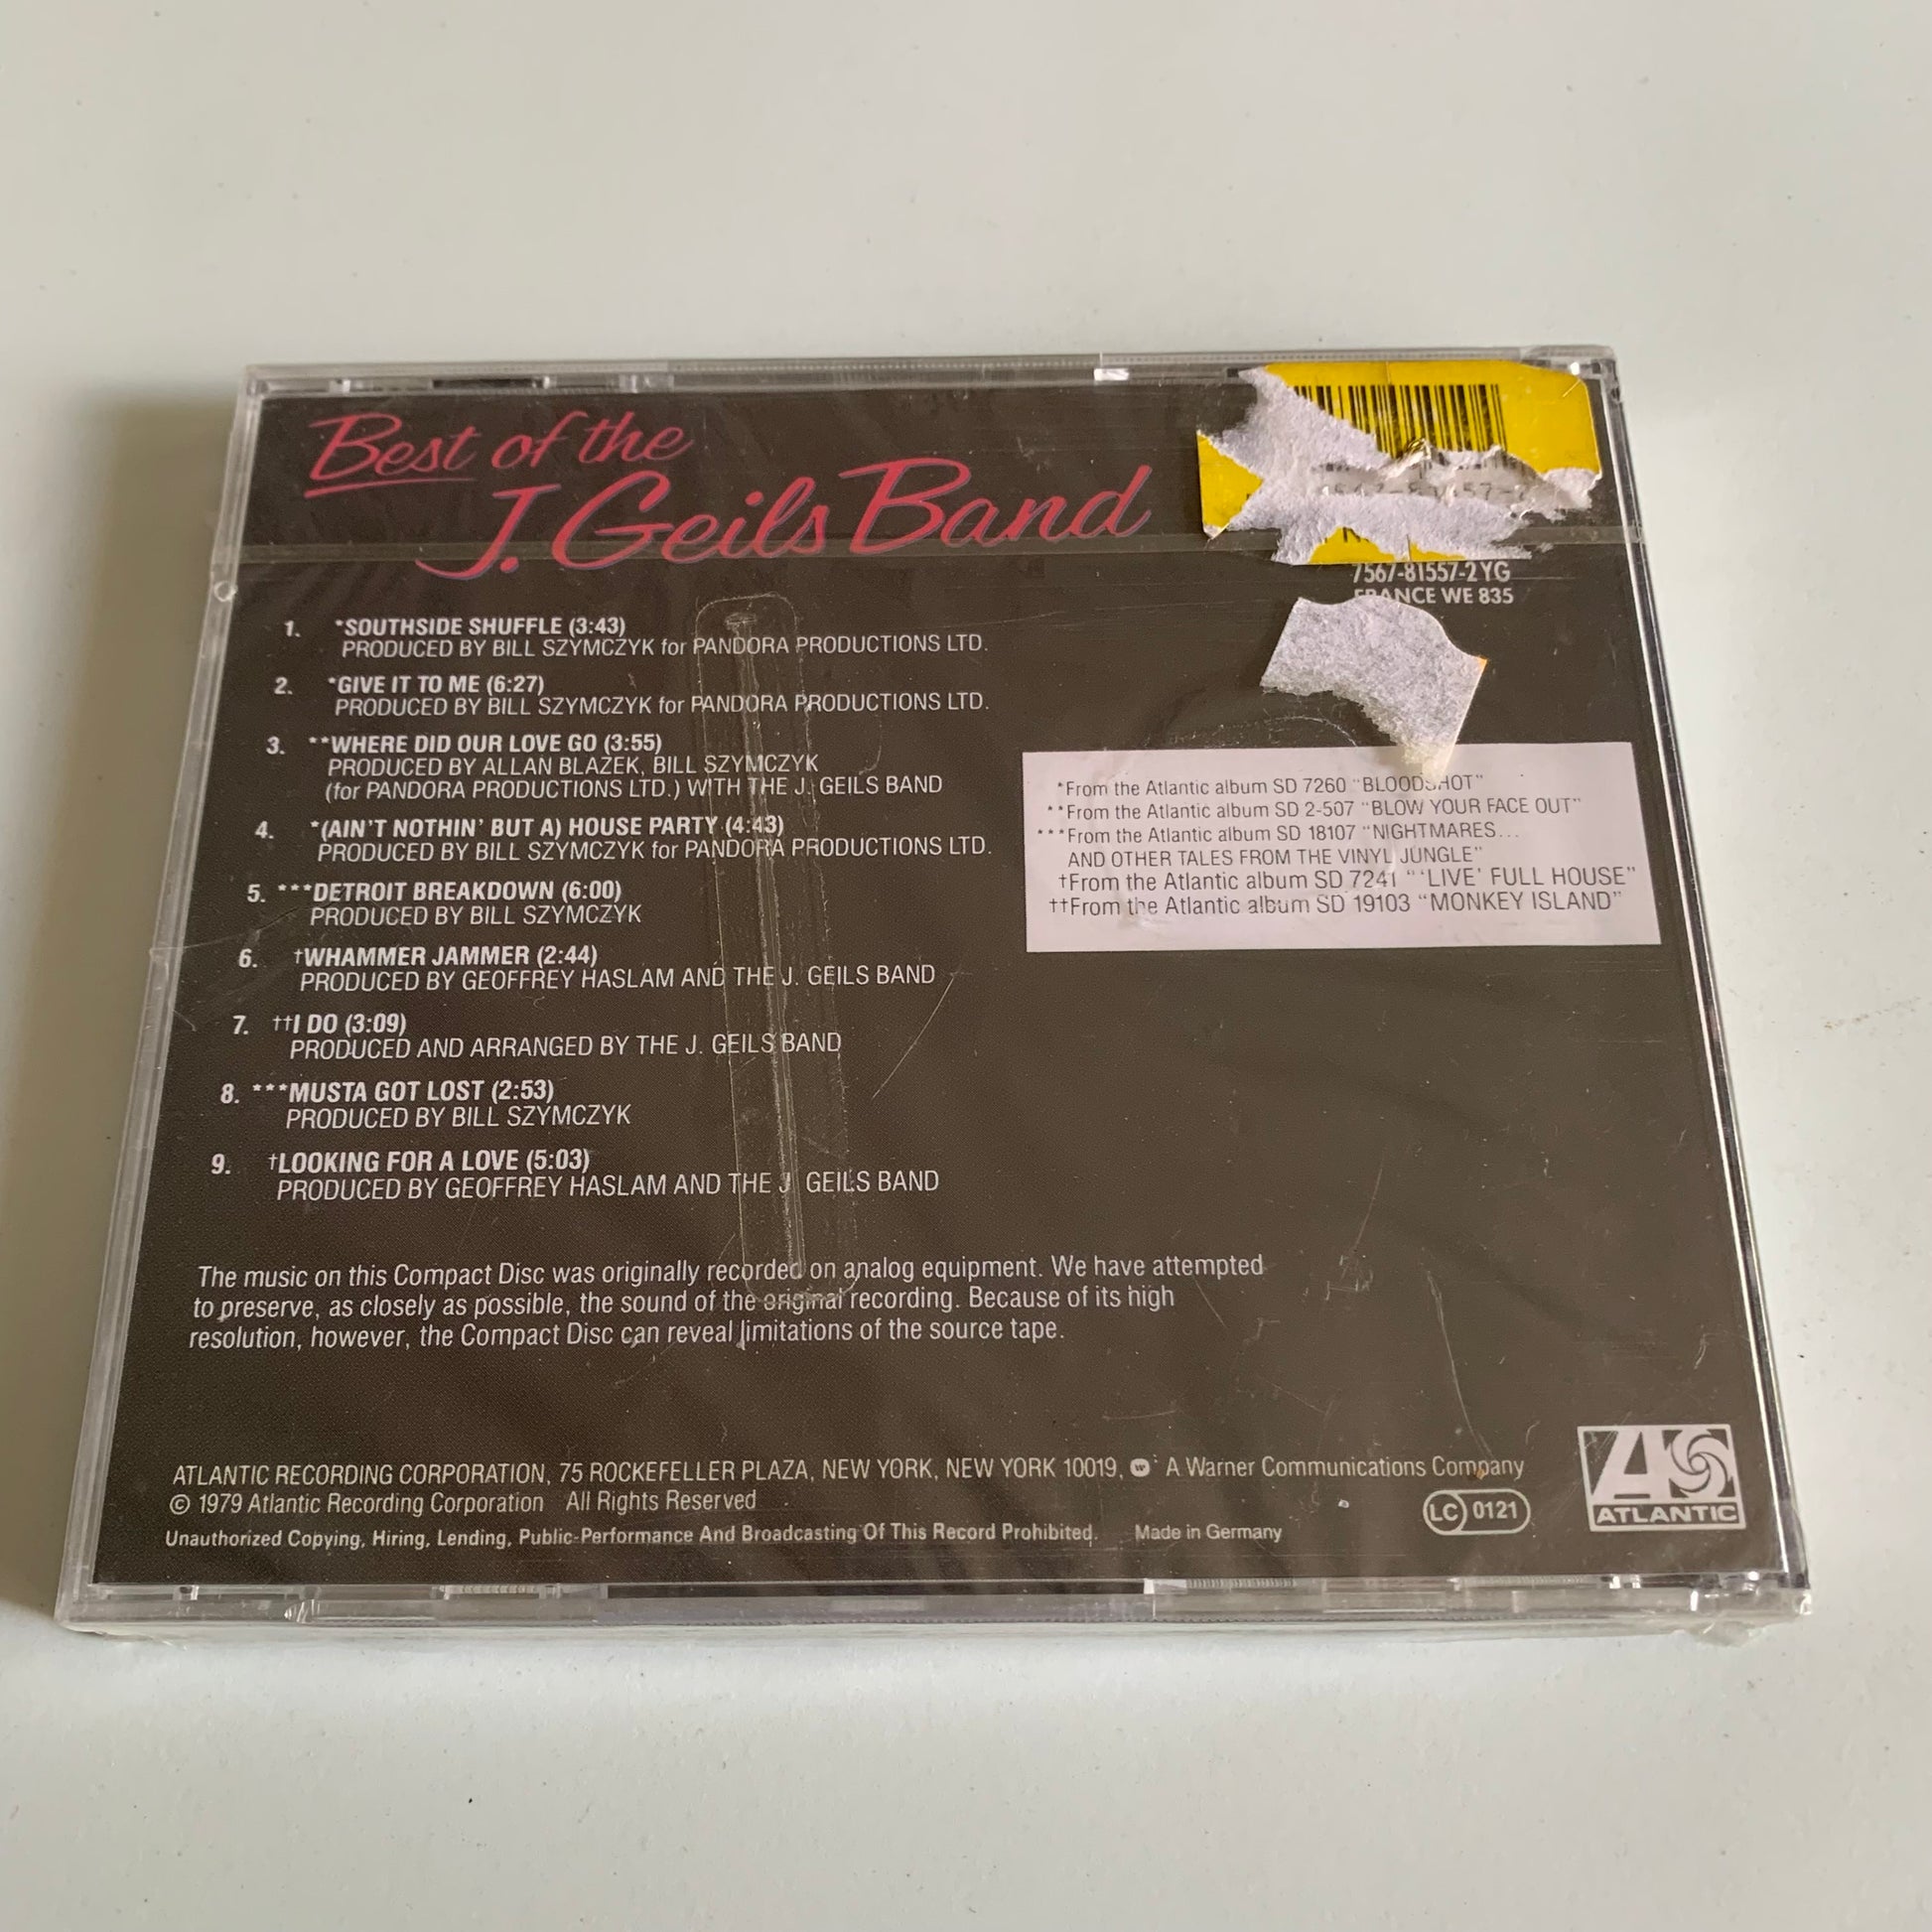 Best of the
J. Geils Band
7567-81557-2 YG
FRANCE WE 835
1. *SOUTHSIDE SHUFFLE (3:43)
PRODUCED BY BILL SZYMCZYK for PANDORA PRODUCTIONS LTD.
2. *GIVE IT TO ME (6:27)
PRODUCED BY BILL SZYMCZYK for PANDORA PRODUCTIONS LTD.
3. **WHERE DID OUR LOVE GO (3:55)
PRODUCED BY ALLAN BLAZEK, BILL SZYMCZYK
(for PANDORA PRODUCTIONS LTD.) WITH THE J. GEILS BAND
4. *(AIN'T NOTHIN' BUT A) HOUSE PARTY (4:43)
PRODUCED BY BILL SZYMCZYK for PANDORA PRODUCTIONS LTD.
5. ***DETROIT BREAKDOWN (6:00)
PRODUCED BY BILL SZYMCZYK
6. †WHAMMER JAMMER (2:44)
PRODUCED BY GEOFFREY HASLAM AND THE J. GEILS BAND
7. ††I DO (3:09)
PRODUCED AND ARRANGED BY THE J. GEILS BAND
8. ***MUSTA GOT LOST (2:53)
PRODUCED BY BILL SZYMCZYK
9. †LOOKING FOR A LOVE (5:03)
PRODUCED BY GEOFFREY HASLAM AND THE J. GEILS BAND
*From the Atlantic album SD 7260 "BLOODSHOT"
**From the Atlantic album SD 2-507 "BLOW YOUR FACE OUT"
***From the Atlantic album SD 18107 "NIGHTMARES...
AND OTHER TALES FROM THE VINYL JUNGLE"
†From the Atlantic album SD 7241 "'LIVE' FULL HOUSE"
††From the Atlantic album SD 19103 "MONKEY ISLAND"
The music on this Compact Disc was originally recorded on analog equipment. We have attempted
to preserve, as closely as possible, the sound of the original recording. Because of its high
resolution, however, the Compact Disc can reveal limitations of the source tape.
ATLANTIC RECORDING CORPORATION, 75 ROCKEFELLER PLAZA, NEW YORK, NEW YORK 10019, A Warner Communications Company
© 1979 Atlantic Recording Corporation All Rights Reserved
Unauthorized Copying, Hiring, Lending, Public-Performance And Broadcasting Of This Record Prohibited. Made in Germany
LC 0121
ATLANTIC